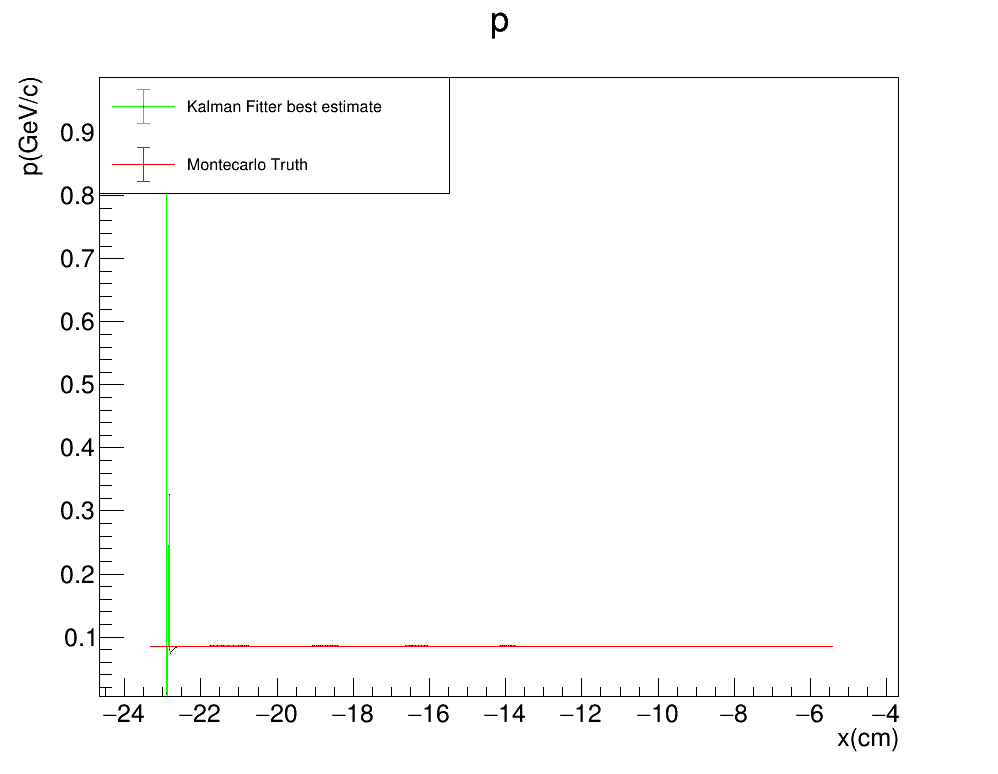 p
p(GeV/c)
Kalman Fitter best estimate
Montecarlo Truth
0.9
0.8
0.7
0.6
0.5
0.4
0.3
0.2
0.1
−24 −22 −20 −18 −16 −14 −12 −10 −8 −6 −4
x(cm)